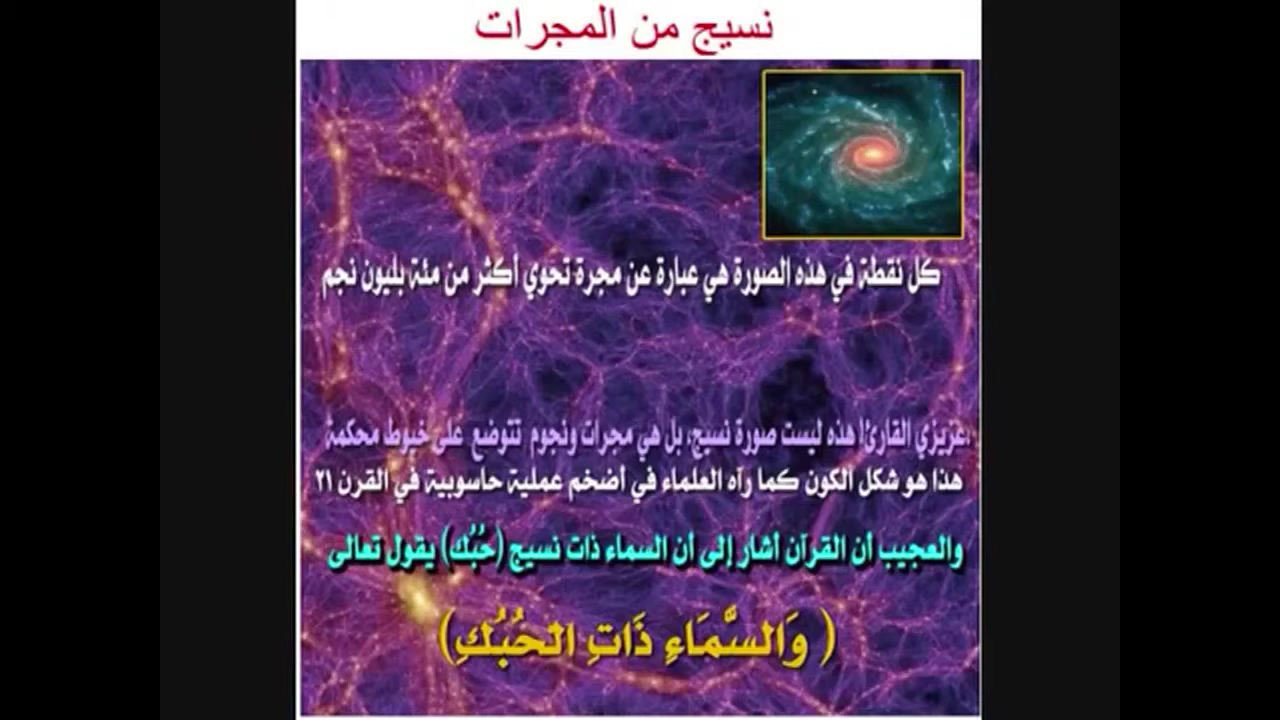 نسيج من المجرات
كل نقطة في هذه الصورة هي عبارة عن مجرة تحوي أكثر من مئة بليون نجم
عزيزي القارئ! هذه ليست صورة نسيج، بل هي مجرات ونجوم تتوضع على خيوط محكمة
هذا هو شكل الكون كما رآه العلماء في أضخم عملية حاسوبية في القرن ٢١
والعجيب أن القرآن أشار إلى أن السماء ذات نسيج (حُبُك) يقول تعالى
( وَالسَّمَاءِ ذَاتِ الْحُبُكِ)